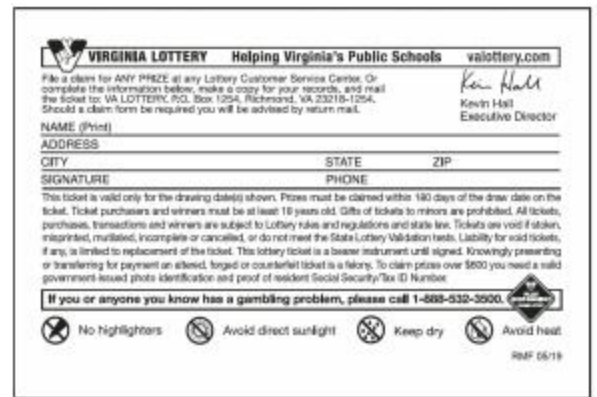 VIRGINIA LOTTERY Helping Virginia's Public Schools valottery.com
File a claim for ANY PRIZE at any Lottery Customer Service Center. Or
complete the information below, make a copy for your records, and mail
the ticket to: VA LOTTERY, P.O. Box 1254, Richmond, VA 23218-1254.
Should a claim form be required you will be advised by return mail.
Kevin Hall
Kevin Hall
Executive Director
NAME (Print)
ADDRESS
CITY STATE ZIP
SIGNATURE PHONE
This ticket is valid only for the drawing date(s) shown. Prizes must be claimed within 180 days of the draw date on the
ticket. Ticket purchasers and winners must be at least 18 years old. Gifts of tickets to minors are prohibited. All tickets,
purchases, transactions and winners are subject to Lottery rules and regulations and state law. Tickets are void if stolen,
misprinted, mutilated, incomplete or cancelled, or do not meet the State Lottery Validation tests. Liability for void tickets,
if any, is limited to replacement of the ticket. This lottery ticket is a bearer instrument until signed. Knowingly presenting
or transferring for payment an altered, forged or counterfeit ticket is a felony. To claim prizes over $600 you need a valid
government-issued photo identification and proof of resident Social Security/Tax ID Number.
If you or anyone you know has a gambling problem, please call 1-888-532-3500.
No highlighters Avoid direct sunlight Keep dry Avoid heat
RMF 05/19